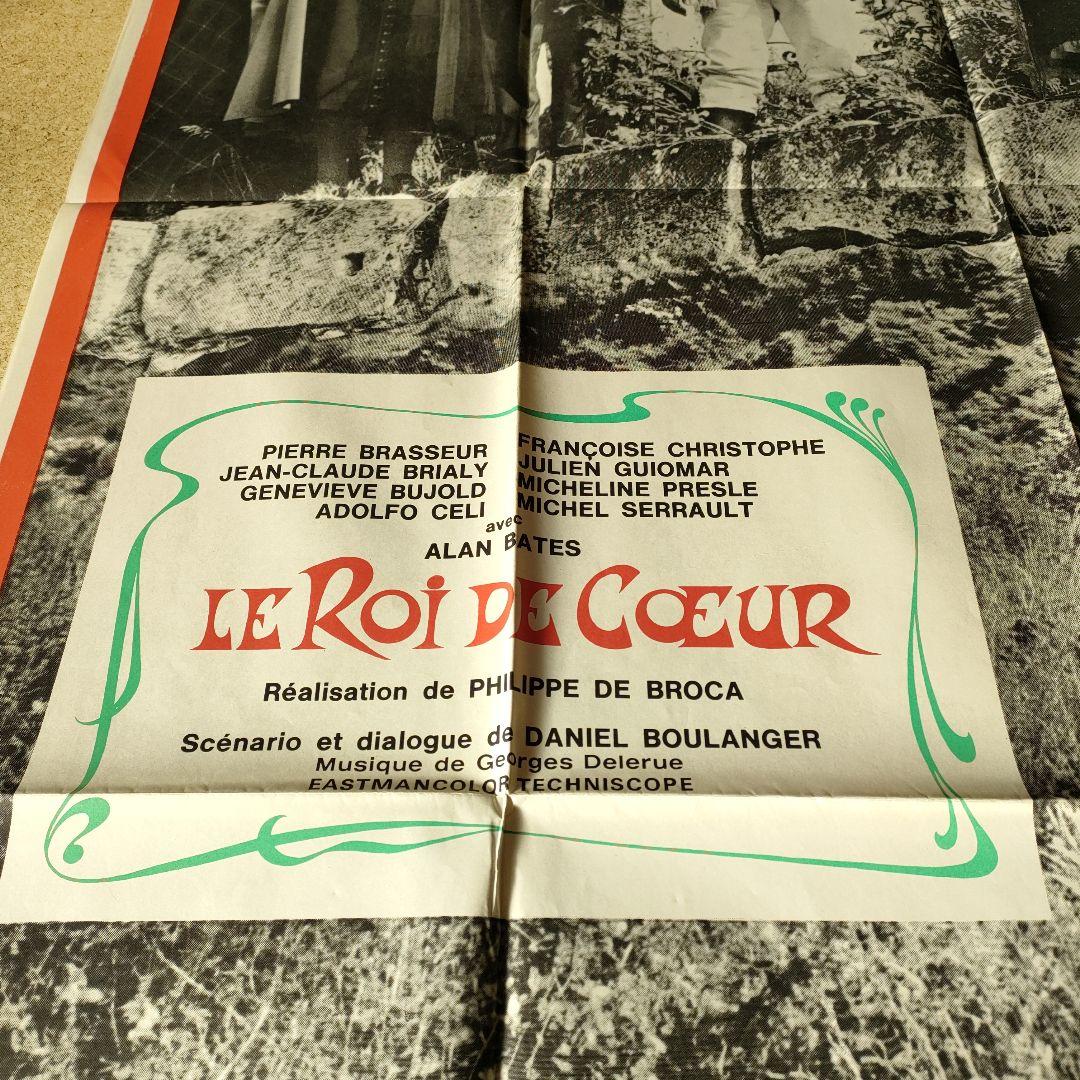 PIERRE BRASSEUR FRANÇOISE CHRISTOPHE
JEAN-CLAUDE BRIALY JULIEN GUIOMAR
GENEVIEVE BUJOLD MICHELINE PRESLE
ADOLFO CELI MICHEL SERRAULT
avec
ALAN BATES
LE ROI DE CŒUR
Réalisation de PHILIPPE DE BROCA
Scénario et dialogue de DANIEL BOULANGER
Musique de Georges Delerue
EASTMANCOLOR TECHNISCOPE